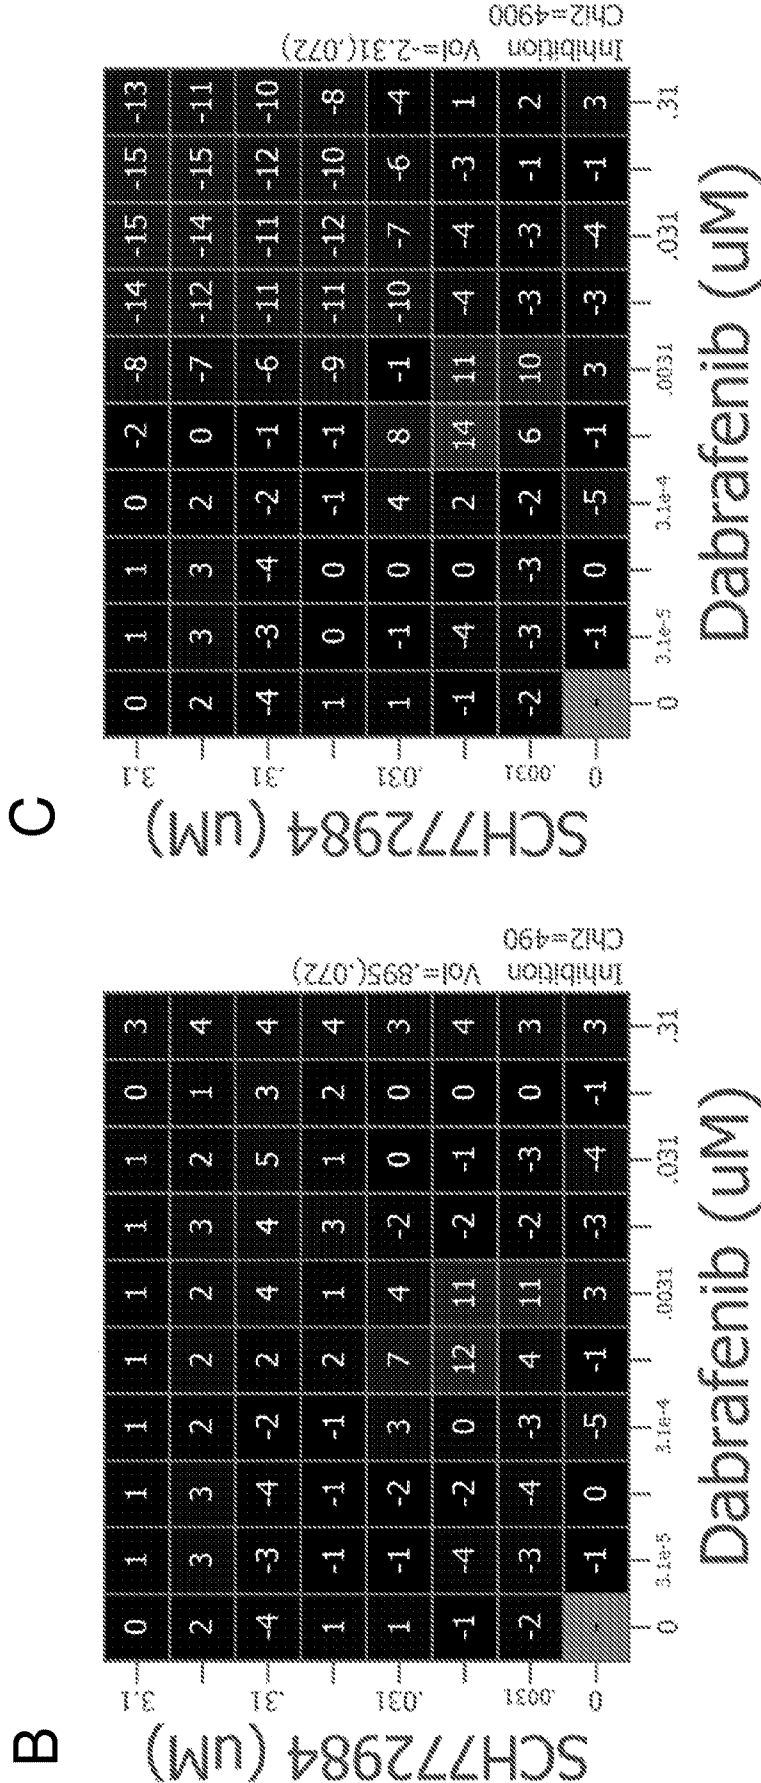 B
SCH772984 (uM)
3.1 0 1 1 1 1 1 1 1 0 3
2 3 3 2 2 2 3 2 1 4
.31 -4 -3 -4 -2 2 4 4 5 3 4
1 -1 -1 -1 2 1 3 1 2 4
.031 1 -1 -2 3 7 4 -2 0 0 3
-1 -4 -2 0 12 11 -2 -1 0 4
.0031 -2 -3 -4 -3 4 11 -2 -3 0 3
0 - -1 0 -5 -1 3 -3 -4 -1 3
0 3.1e-5 3.1e-4 .0031 .031 .31
Dabrafenib (uM)
Inhibition Vol=.895(.072)
Chi2=490
C
SCH772984 (uM)
3.1 0 1 1 0 -2 -8 -14 -15 -15 -13
2 3 3 2 0 -7 -12 -14 -15 -11
.31 -4 -3 -4 -2 -1 -6 -11 -11 -12 -10
1 0 0 -1 -1 -9 -11 -12 -10 -8
.031 1 -1 0 4 8 -1 -10 -7 -6 -4
-1 -4 0 2 14 11 -4 -4 -3 1
.0031 -2 -3 -3 -2 6 10 -3 -3 -1 2
0 - -1 0 -5 -1 3 -3 -4 -1 3
0 3.1e-5 3.1e-4 .0031 .031 .31
Dabrafenib (uM)
Inhibition Vol=-2.31(.072)
Chi2=4900